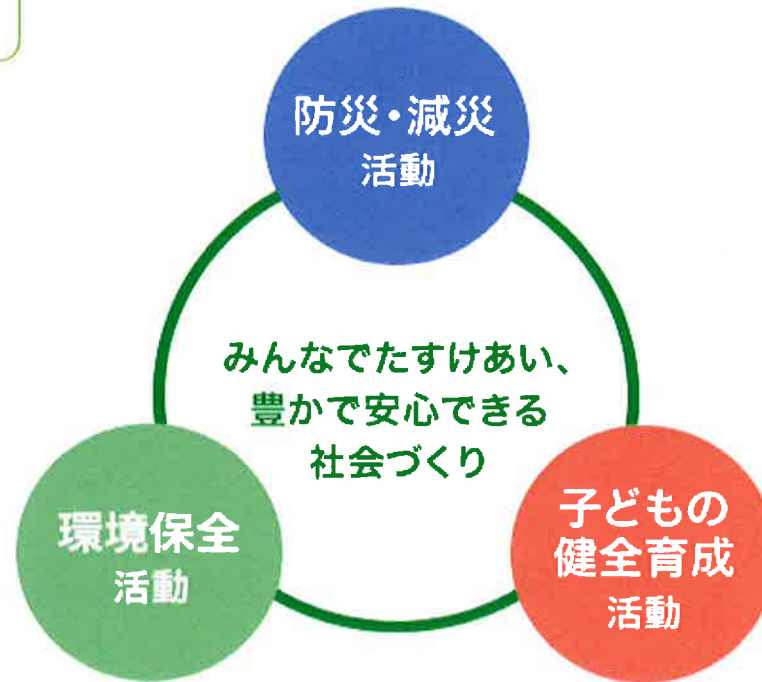 防災・減災
活動
みんなでたすけあい、
豊かで安心できる
社会づくり
環境保全
活動
子どもの
健全育成
活動